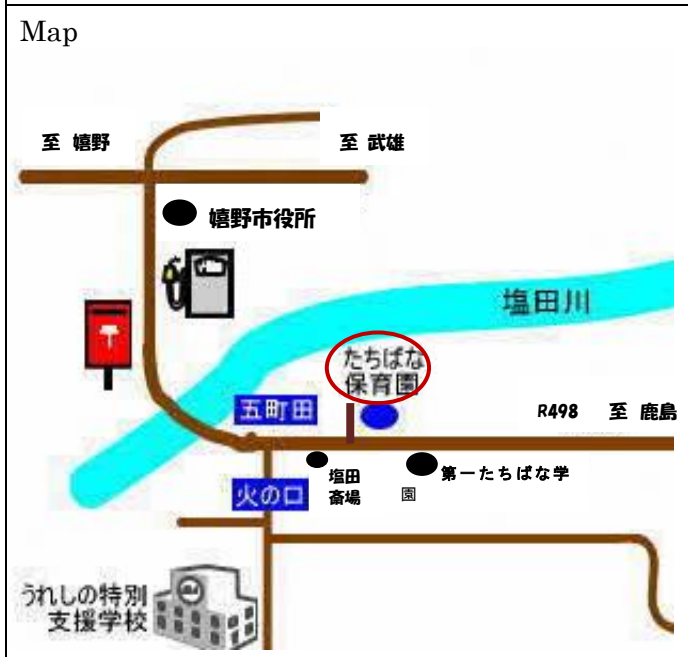 Map
至 嬉野
至 武雄
嬉野市役所
塩田川
たちばな
保育園
五町田
R498 至 鹿島
塩田
斎場
第一たちばな学
園
火の口
うれしの特別
支援学校